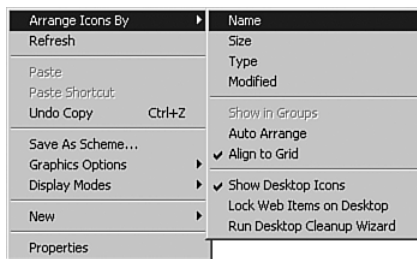 Arrange Icons By
Refresh
Paste
Paste Shortcut
Undo Copy Ctrl+Z
Save As Scheme...
Graphics Options
Display Modes
New
Properties
Name
Size
Type
Modified
Show in Groups
Auto Arrange
Align to Grid
Show Desktop Icons
Lock Web Items on Desktop
Run Desktop Cleanup Wizard